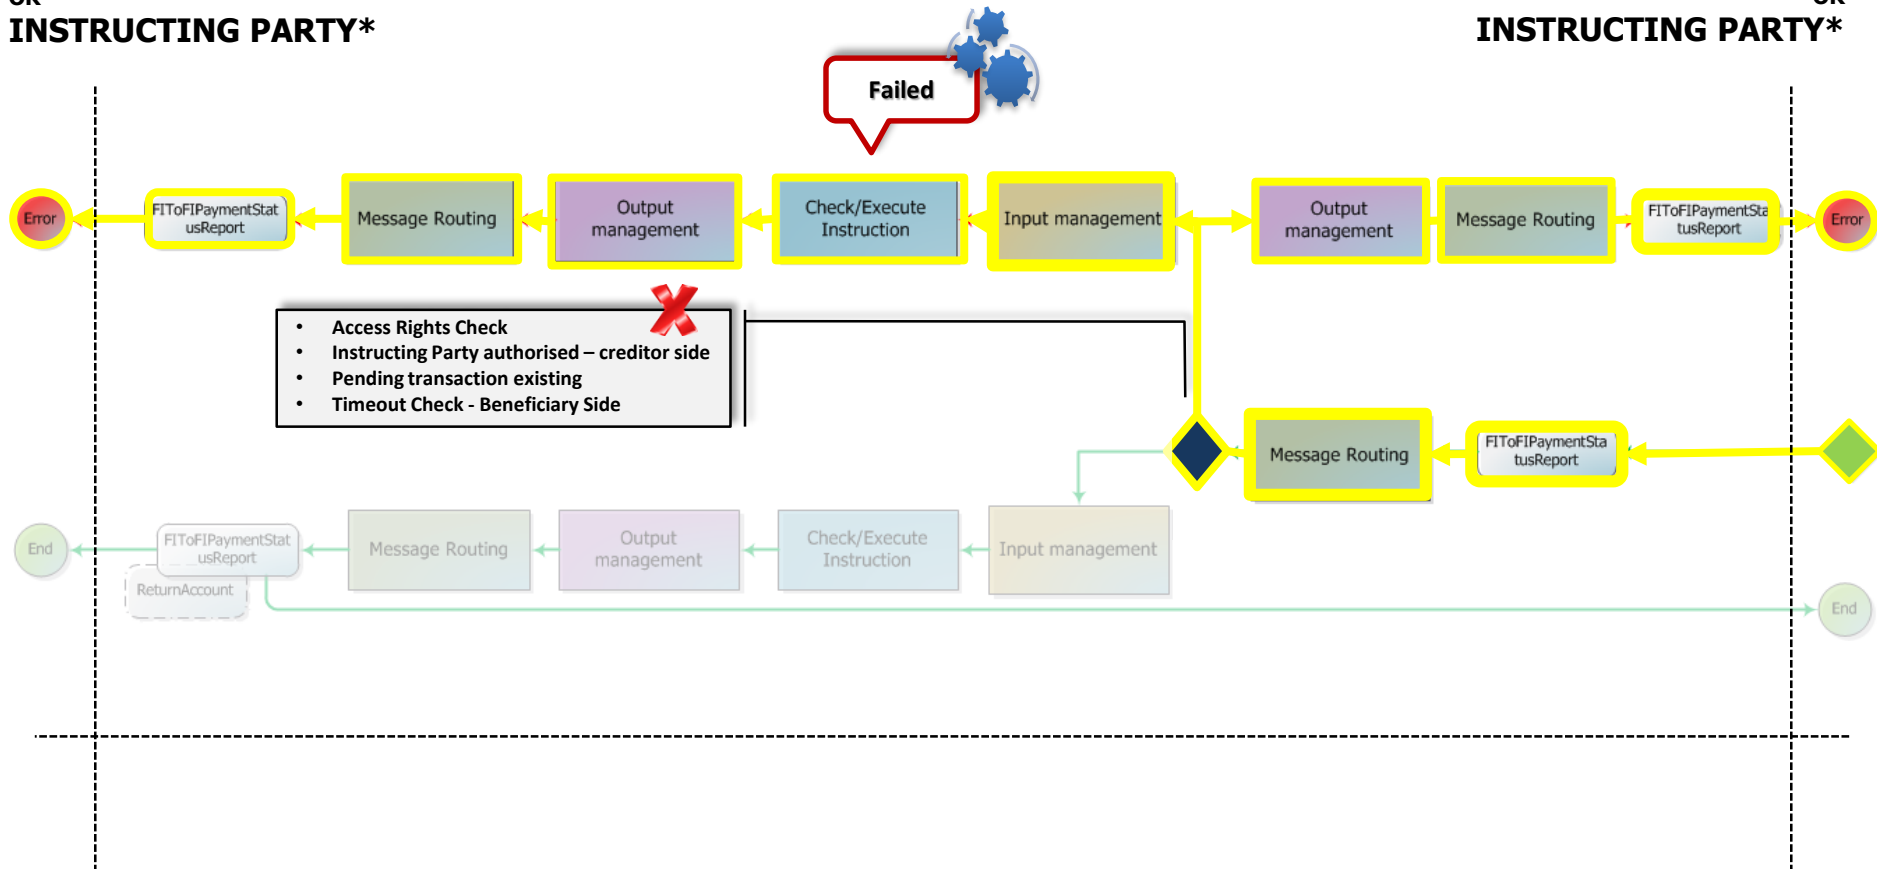 OR
OR
INSTRUCTING PARTY*
INSTRUCTING PARTY*
Failed
Error
FIToFIPaymentStat
usReport
Message Routing
Output
management
Check/Execute
Instruction
Input management
Output
management
Message Routing
FIToFIPaymentSta
tusReport
Error
• Access Rights Check
• Instructing Party authorised – creditor side
• Pending transaction existing
• Timeout Check - Beneficiary Side
Message Routing
FIToFIPaymentSta
tusReport
End
FIToFIPaymentStat
usReport
ReturnAccount
Message Routing
Output
management
Check/Execute
Instruction
Input management
End